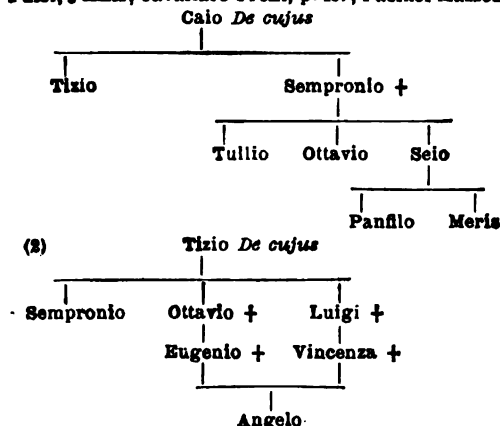 Caio De cujus
Tizio Sempronio +
Tullio Ottavio Seio
Panfilo Meris
(2) Tizio De cujus
Sempronio Ottavio + Luigi +
Eugenio + Vincenza +
Angelo